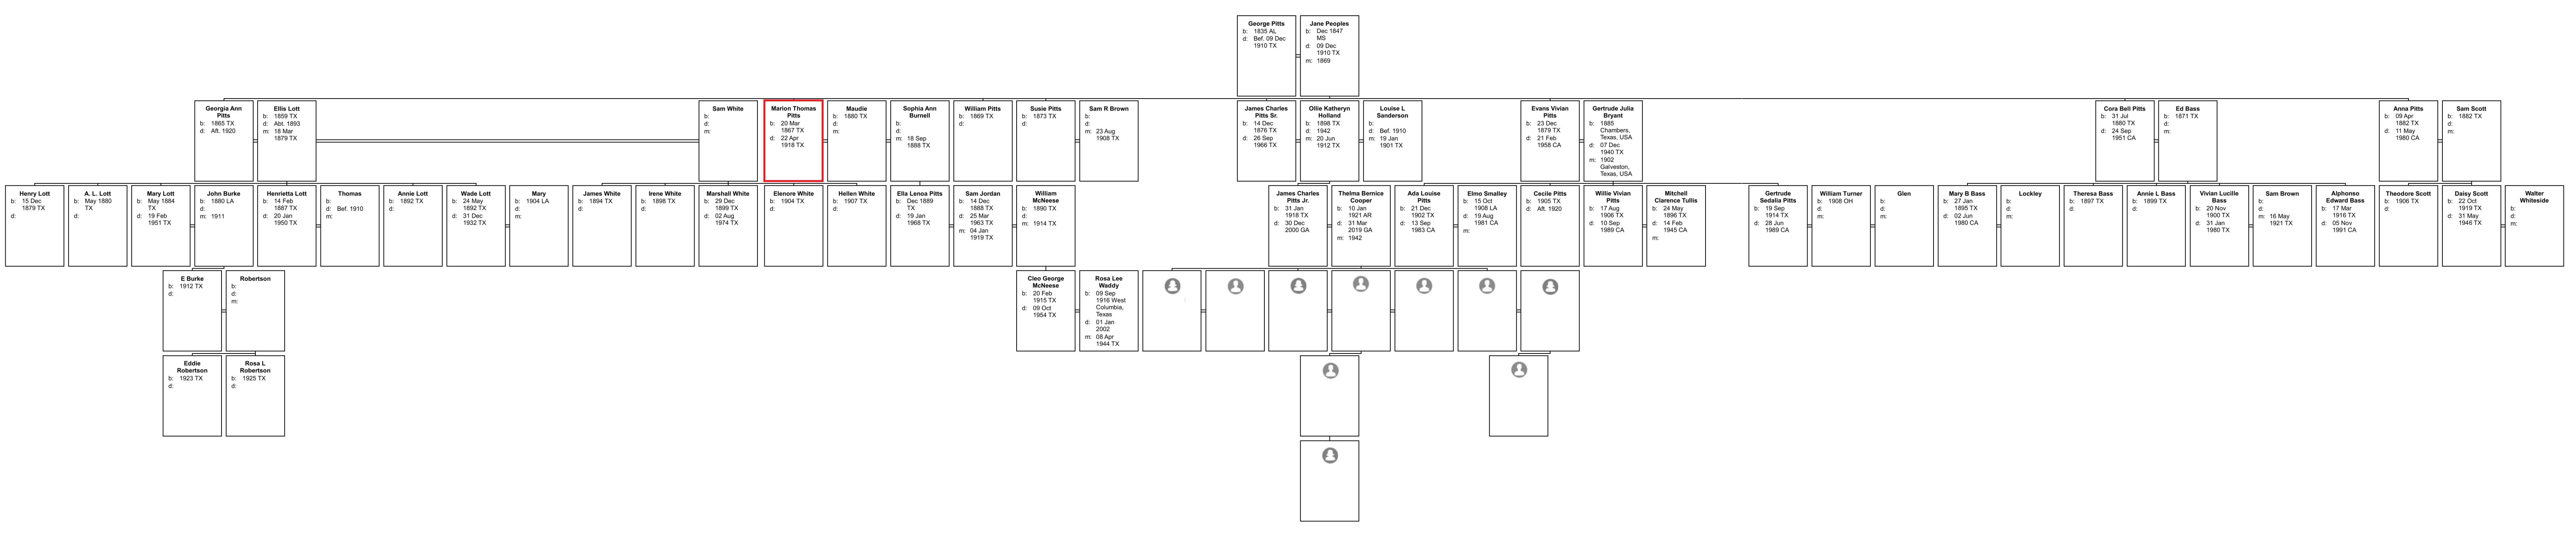 George Pitts
b: 1835 AL
d: Bef. 09 Dec
1910 TX
Jane Peoples
b: Dec 1847
MS
d: 09 Dec
1910 TX
m: 1869
Georgia Ann
Pitts
b: 1865 TX
d: Aft. 1920
Ellis Lott
b: 1859 TX
d: Abt. 1893
m: 18 Mar
1879 TX
Sam White
b:
d:
m:
Marion Thomas
Pitts
b: 20 Mar
1867 TX
d: 22 Apr
1918 TX
Maudie
b: 1880 TX
d:
m:
Sophia Ann
Burnell
b:
d:
m: 18 Sep
1888 TX
William Pitts
b: 1869 TX
d:
Susie Pitts
b: 1873 TX
d:
Sam R Brown
b:
d:
m: 23 Aug
1908 TX
James Charles
Pitts Sr.
b: 14 Dec
1876 TX
d: 26 Sep
1966 TX
Ollie Katheryn
Holland
b: 1898 TX
d: 1942
m: 20 Jun
1912 TX
Louise L
Sanderson
b:
d: Bef. 1910
m: 19 Jan
1901 TX
Evans Vivian
Pitts
b: 23 Dec
1879 TX
d: 21 Feb
1958 CA
Gertrude Julia
Bryant
b: 1885
Chambers,
Texas, USA
d: 07 Dec
1940 TX
m: 1902
Galveston,
Texas, USA
Cora Bell Pitts
b: 31 Jul
1880 TX
d: 24 Sep
1951 CA
Ed Bass
b: 1871 TX
d:
m:
Anna Pitts
b: 09 Apr
1882 TX
d: 11 May
1980 CA
Sam Scott
b: 1882 TX
d:
m:
Henry Lott
b: 15 Dec
1879 TX
d:
A. L. Lott
b: May 1880
TX
d:
Mary Lott
b: May 1884
TX
d: 19 Feb
1951 TX
John Burke
b: 1880 LA
d:
m: 1911
Henrietta Lott
b: 14 Feb
1887 TX
d: 20 Jan
1950 TX
Thomas
b:
d: Bef. 1910
m:
Annie Lott
b: 1892 TX
d:
Wade Lott
b: 24 May
1892 TX
d: 31 Dec
1932 TX
Mary
b: 1904 LA
d:
m:
James White
b: 1894 TX
d:
Irene White
b: 1898 TX
d:
Marshall White
b: 29 Dec
1899 TX
d: 02 Aug
1974 TX
Elenore White
b: 1904 TX
d:
Hellen White
b: 1907 TX
d:
Ella Lenoa Pitts
b: Dec 1889
TX
d: 19 Jan
1968 TX
Sam Jordan
b: 14 Dec
1888 TX
d: 25 Mar
1963 TX
m: 04 Jan
1919 TX
William
McNeese
b: 1890 TX
d:
m: 1914 TX
James Charles
Pitts Jr.
b: 31 Jan
1918 TX
d: 30 Dec
2000 GA
Thelma Bernice
Cooper
b: 10 Jan
1921 AR
d: 31 Mar
2019 GA
m: 1942
Ada Louise
Pitts
b: 21 Dec
1902 TX
d: 13 Sep
1983 CA
Elmo Smalley
b: 15 Oct
1908 LA
d: 19 Aug
1981 CA
m:
Cecile Pitts
b: 1905 TX
d: Aft. 1920
Willie Vivian
Pitts
b: 17 Aug
1906 TX
d: 10 Sep
1989 CA
Mitchell
Clarence Tullis
b: 24 May
1896 TX
d: 14 Feb
1945 CA
m:
Gertrude
Sedalia Pitts
b: 19 Sep
1914 TX
d: 28 Jun
1989 CA
William Turner
b: 1908 OH
d:
m:
Glen
b:
d:
m:
Mary B Bass
b: 27 Jan
1895 TX
d: 02 Jun
1980 CA
Lockley
b:
d:
m:
Theresa Bass
b: 1897 TX
d:
Annie L Bass
b: 1899 TX
d:
Vivian Lucille
Bass
b: 20 Nov
1900 TX
d: 31 Jan
1980 TX
Sam Brown
b:
d:
m: 16 May
1921 TX
Alphonso
Edward Bass
b: 17 Mar
1916 TX
d: 05 Nov
1991 CA
Theodore Scott
b: 1906 TX
d:
Daisy Scott
b: 22 Oct
1919 TX
d: 31 May
1946 TX
Walter
Whiteside
b:
d:
m:
E Burke
b: 1912 TX
d:
Robertson
b:
d:
m:
Cleo George
McNeese
b: 20 Feb
1915 TX
d: 09 Oct
1954 TX
Rosa Lee
Waddy
b: 09 Sep
1916 West
Columbia,
Texas
d: 01 Jan
2002
m: 08 Apr
1944 TX
Eddie
Robertson
b: 1923 TX
d:
Rosa L
Robertson
b: 1925 TX
d: